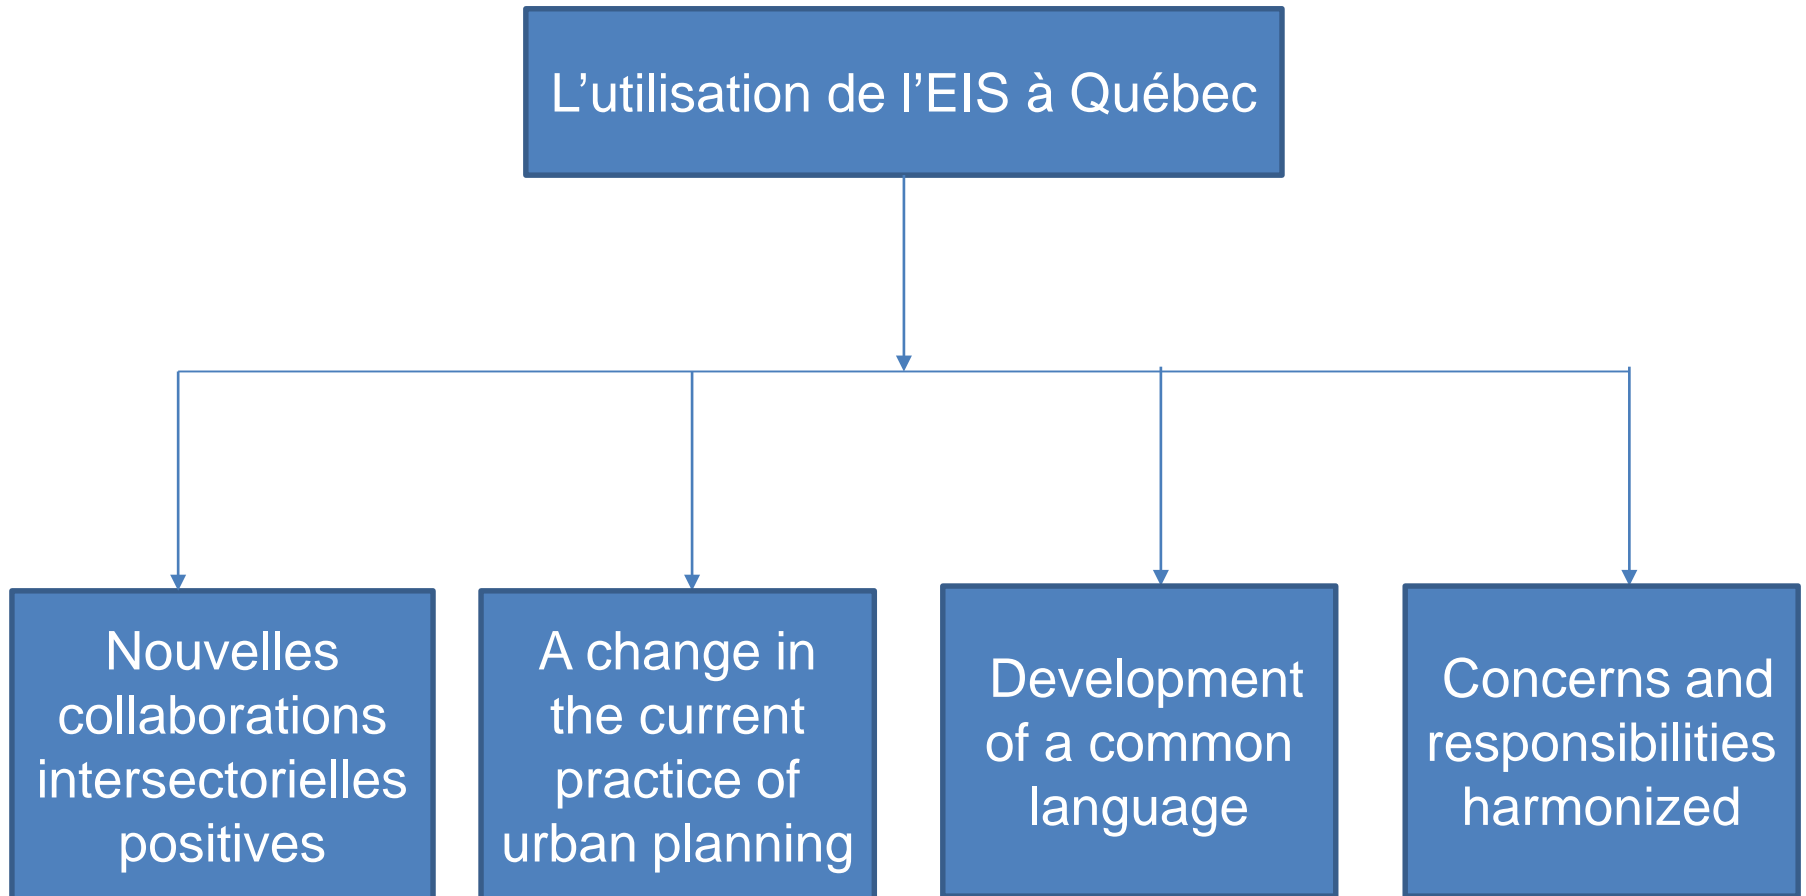 L’utilisation de l’EIS à Québec
Nouvelles
collaborations
intersectorielles
positives
A change in
the current
practice of
urban planning
Development
of a common
language
Concerns and
responsibilities
harmonized